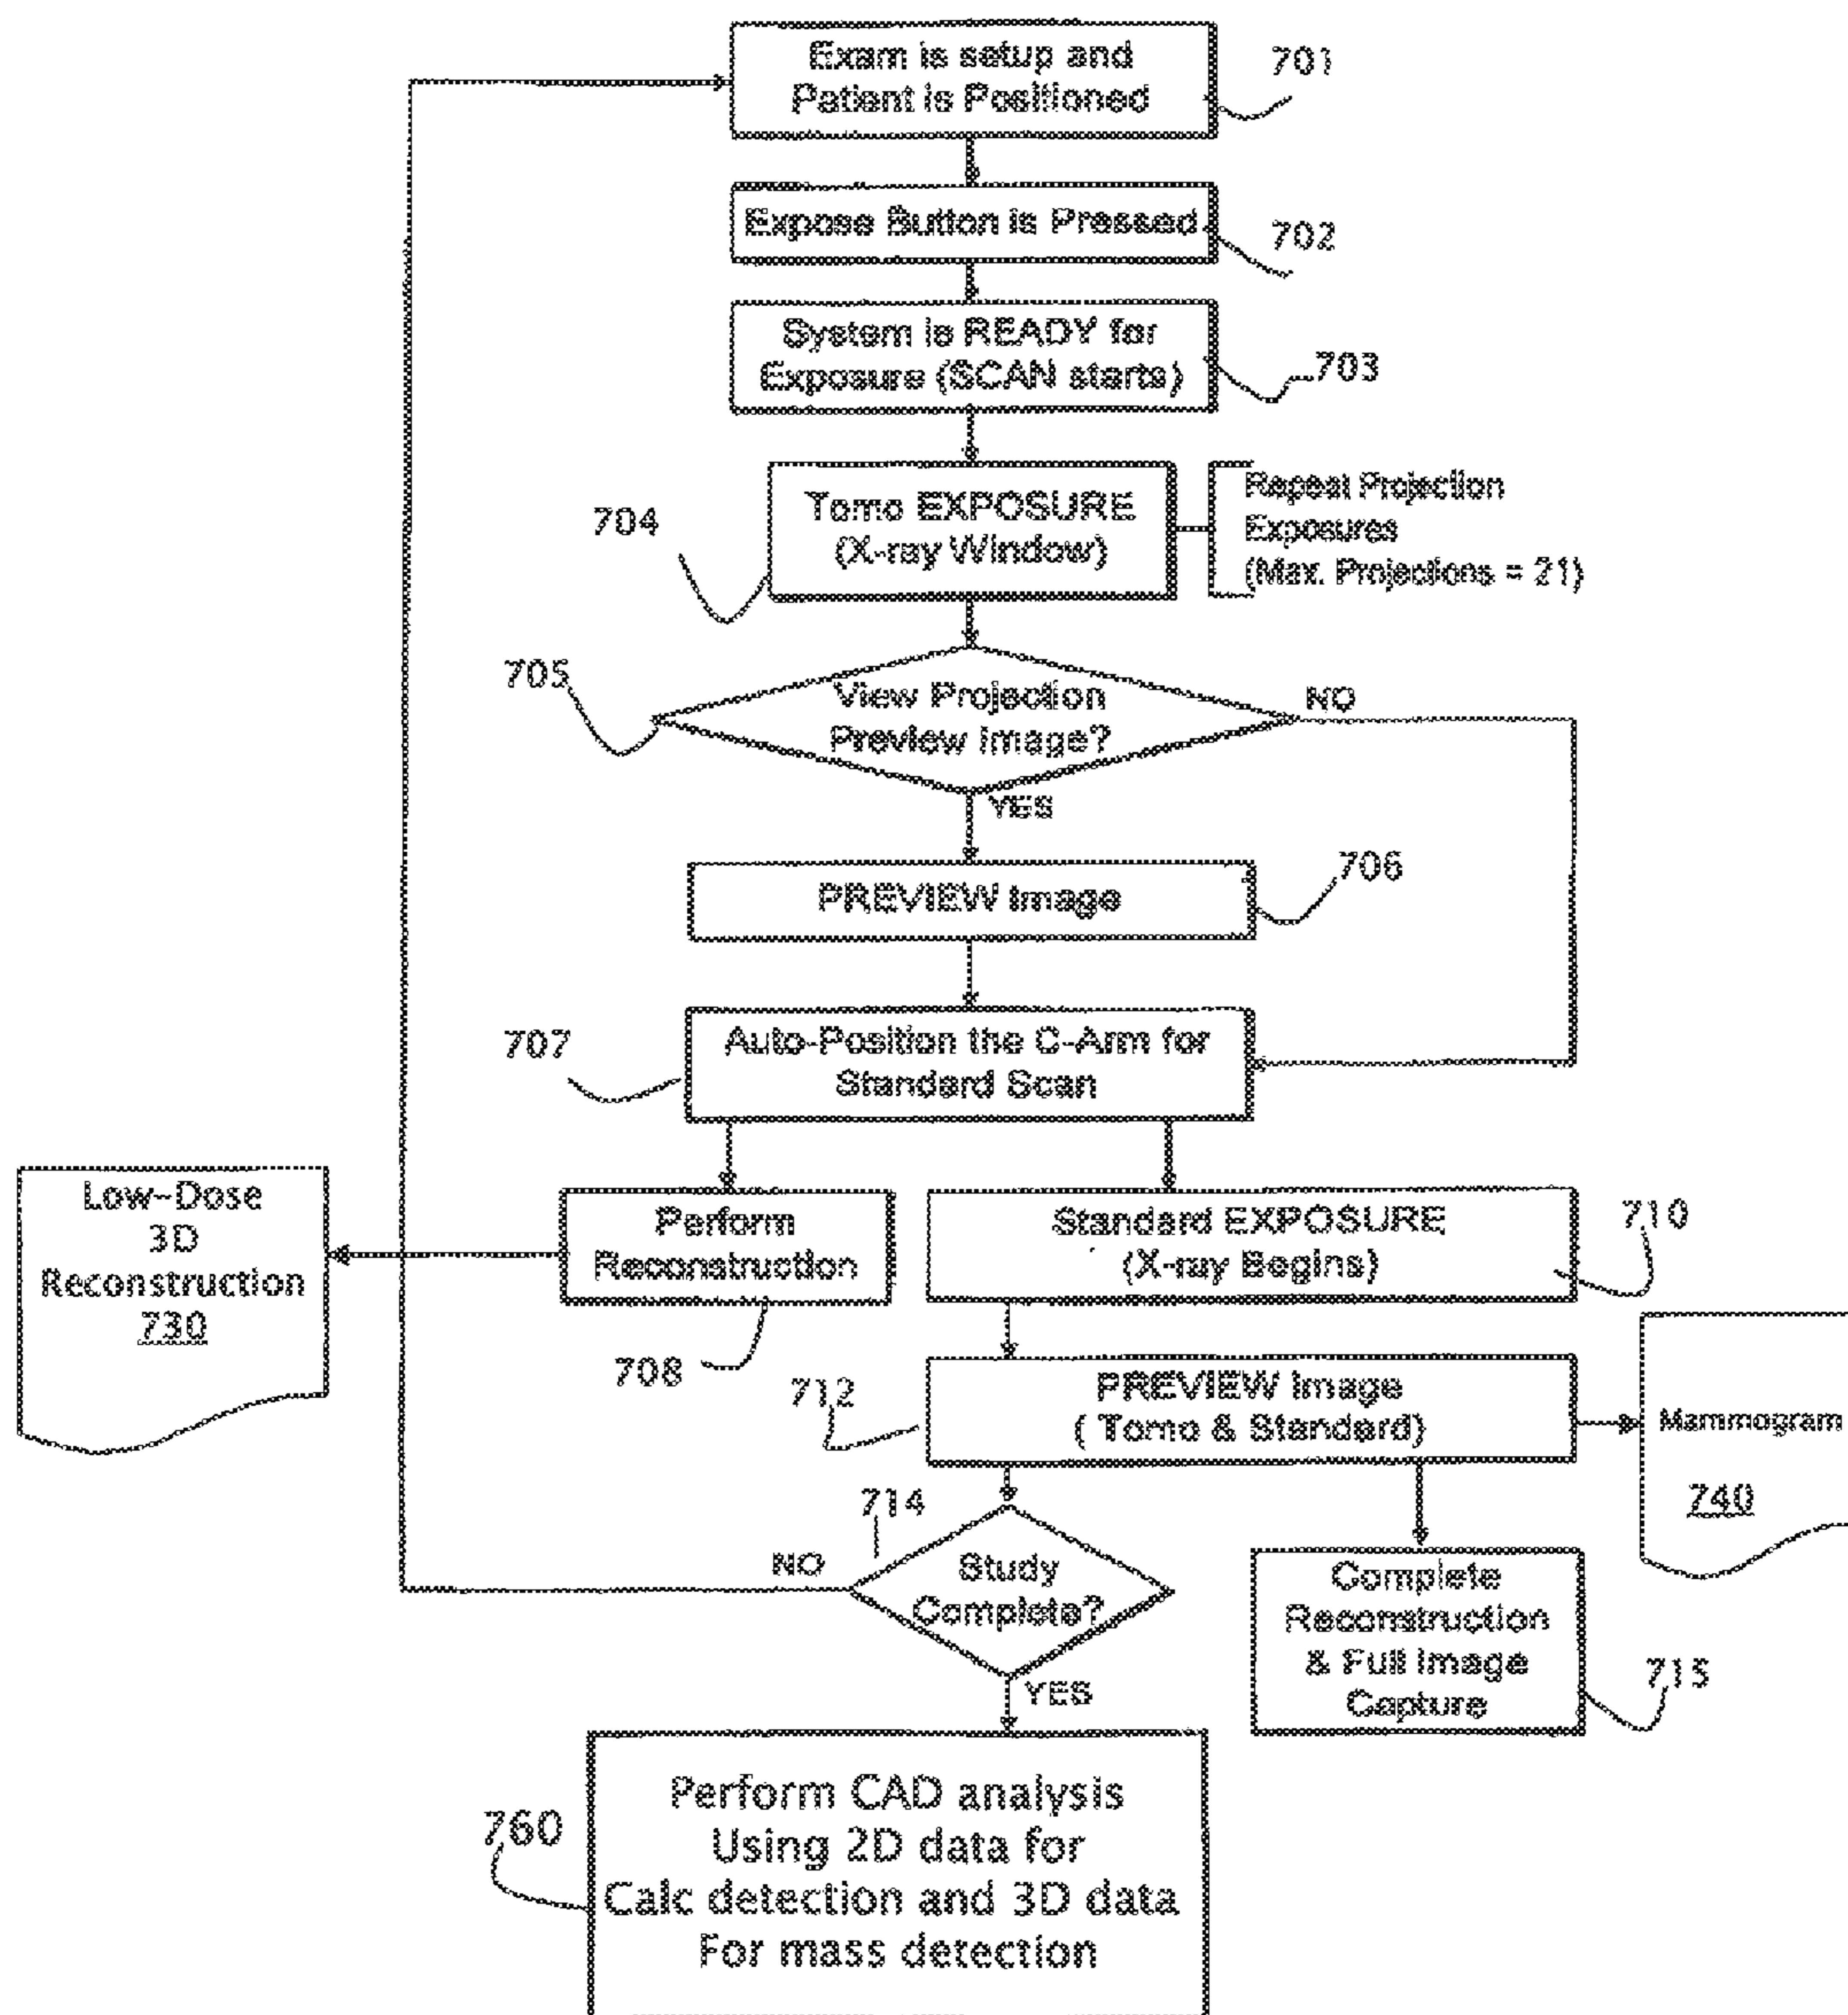 Exam is setup and
Patient is Positioned
701
Expose Button is Pressed
702
System is READY for
Exposure (SCAN starts)
703
704
Tomo EXPOSURE
(X-ray Window)
Repeat Projection
Exposures
(Max. Projections = 21)
705
View Projection
Preview Image?
NO
YES
PREVIEW Image
706
707
Auto-Position the C-Arm for
Standard Scan
Low-Dose
3D
Reconstruction
730
Perform
Reconstruction
708
Standard EXPOSURE
(X-ray Begins)
710
712
PREVIEW Image
( Tomo & Standard)
Mammogram
740
714
NO
Study
Complete?
YES
Complete
Reconstruction
& Full Image
Capture
715
760
Perform CAD analysis
Using 2D data for
Calc detection and 3D data
For mass detection